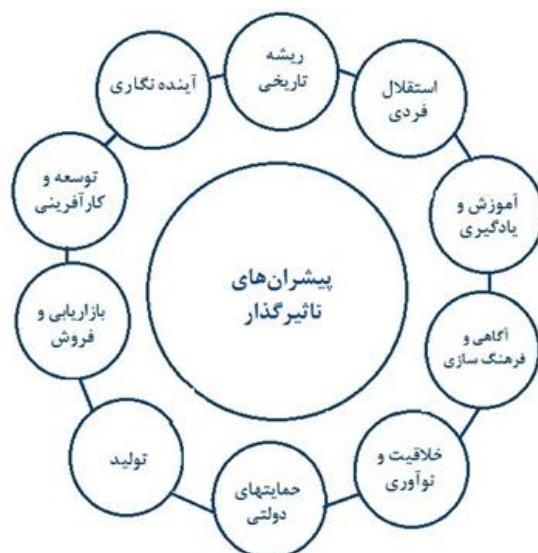 ریشه
تاریخی
استقلال
فردی
آموزش و
یادگیری
آگاهی و
فرهنگ سازی
خلاقیت و
نوآوری
حمایتهای
دولتی
تولید
بازاریابی و
فروش
توسعه و
کارآفرینی
آینده نگاری
پیشران‌های
تاثیرگذار